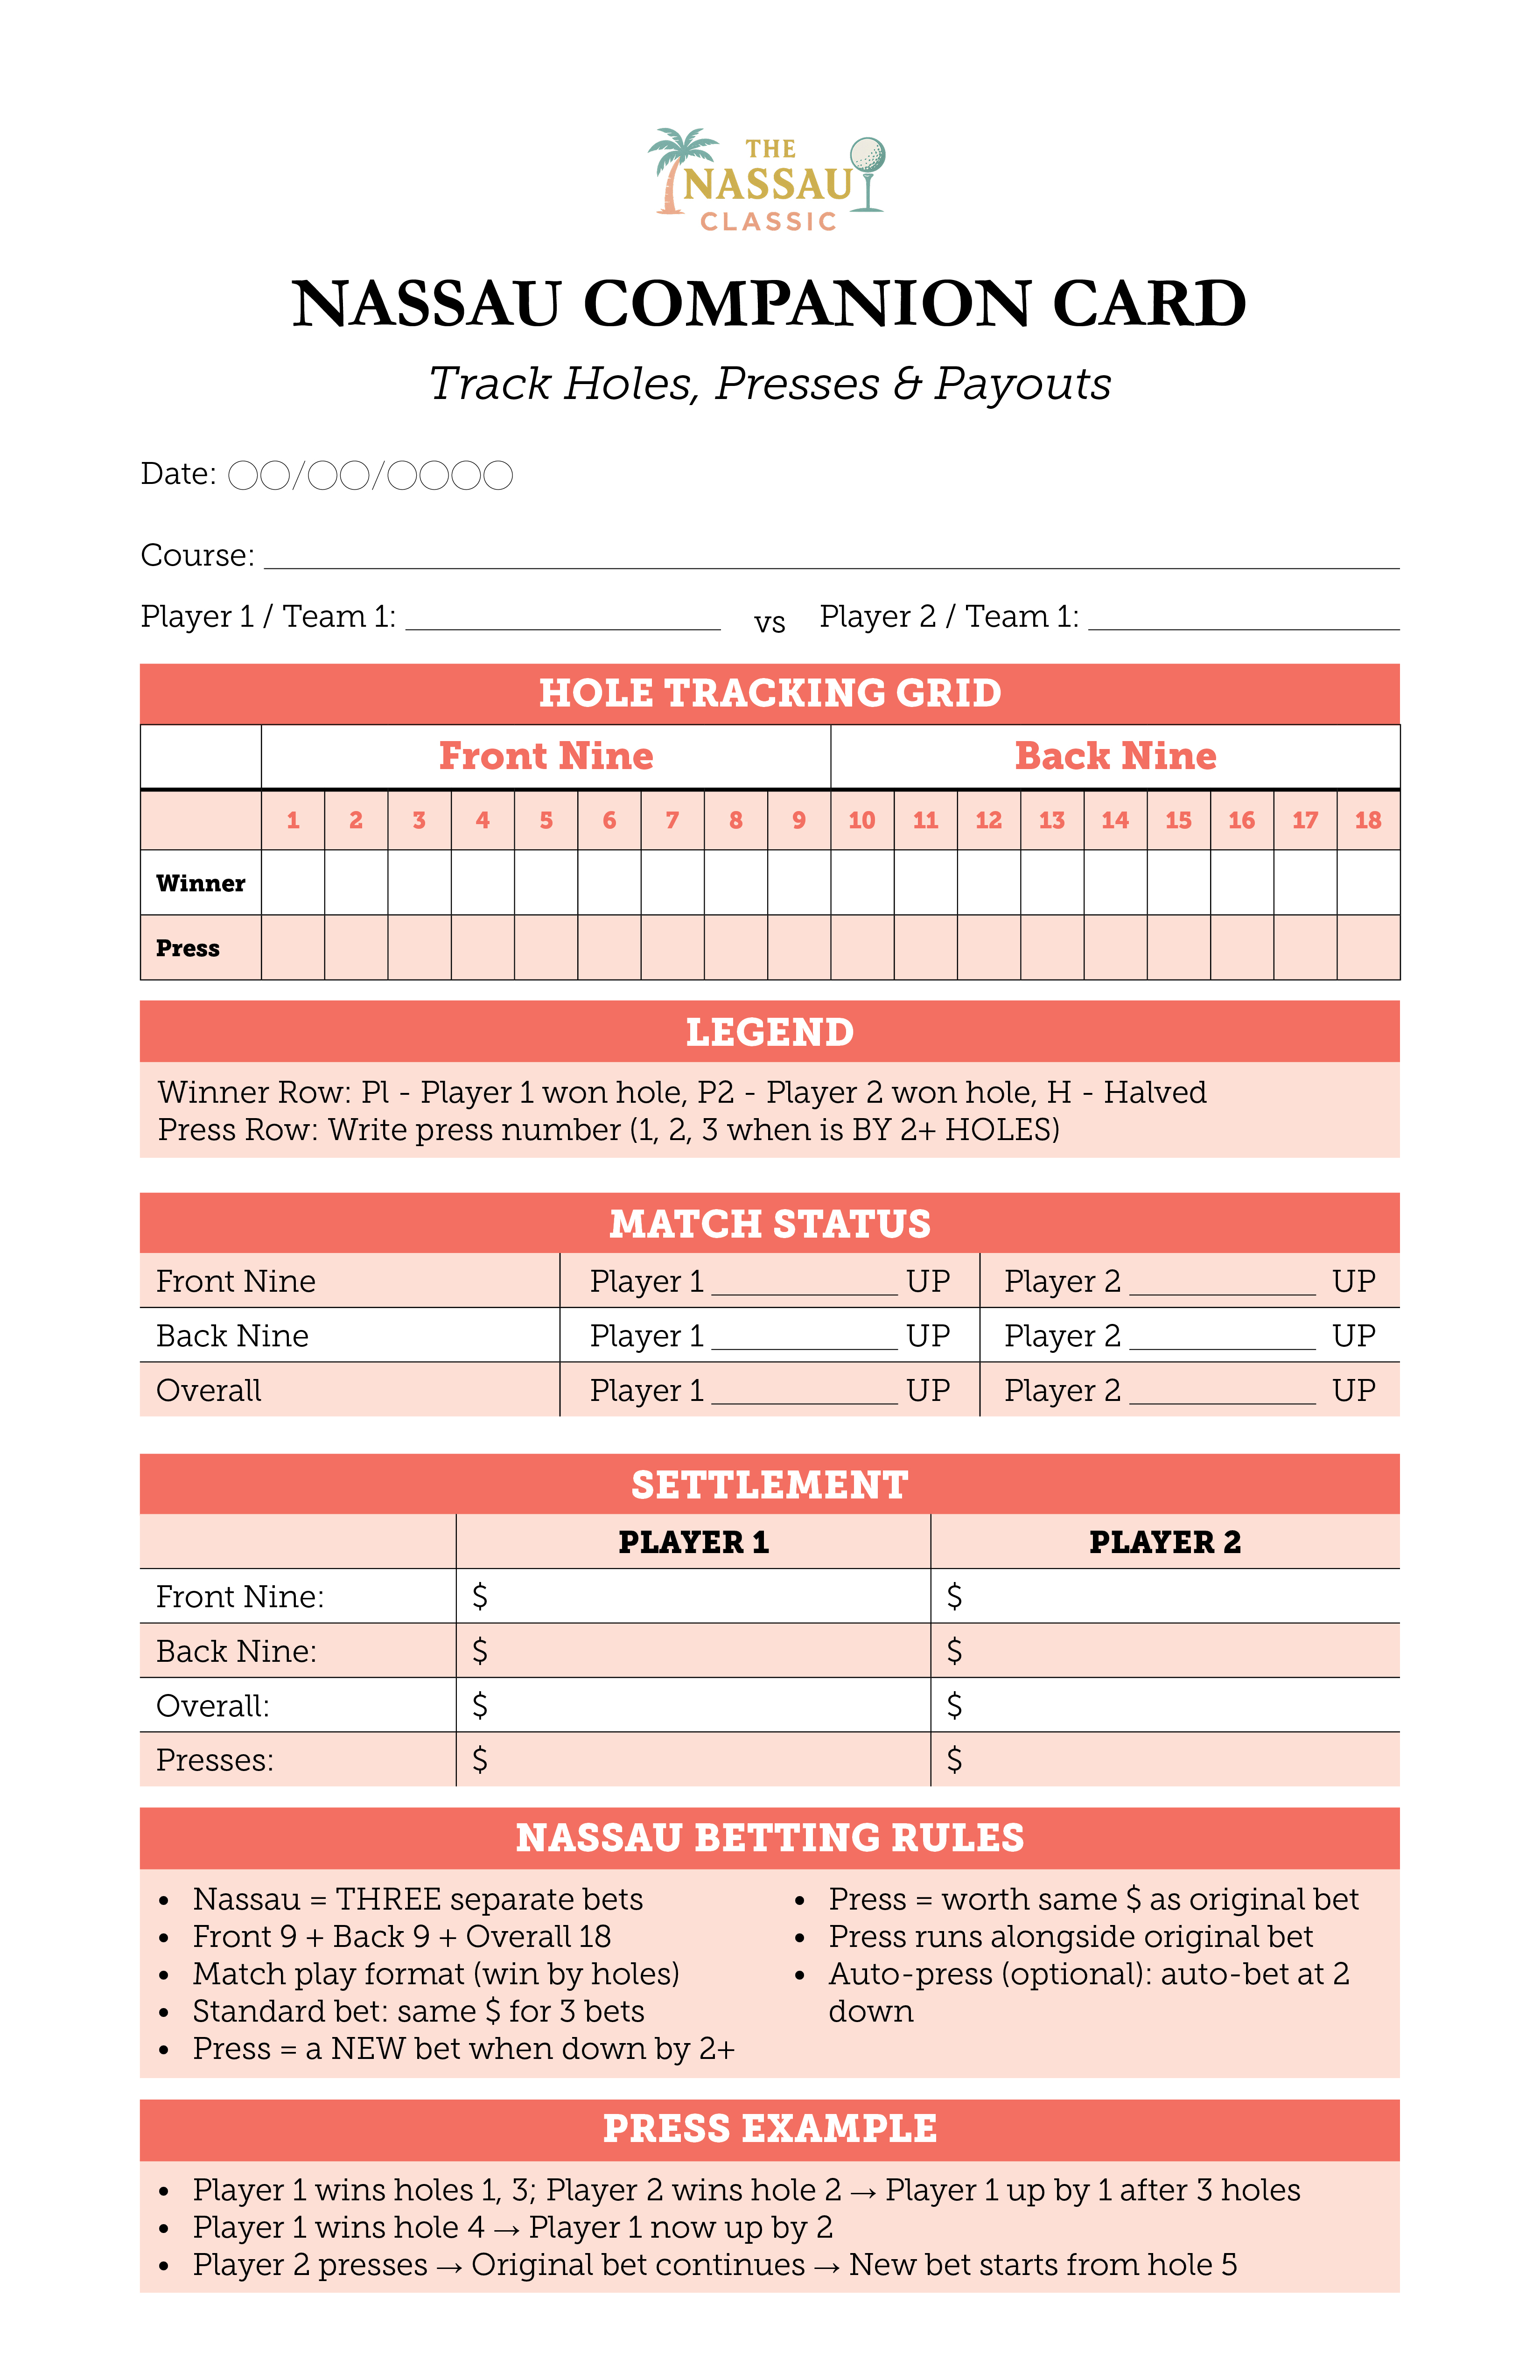 THE
NASSAU
CLASSIC
NASSAU COMPANION CARD
Track Holes, Presses & Payouts
Date: ○○/○○/○○○○
Course: ____________________
Player 1 / Team 1: ____________________ vs Player 2 / Team 1: ____________________
HOLE TRACKING GRID
Front Nine Back Nine
1 2 3 4 5 6 7 8 9 10 11 12 13 14 15 16 17 18
Winner
Press
LEGEND
Winner Row: Pl - Player 1 won hole, P2 - Player 2 won hole, H - Halved
Press Row: Write press number (1, 2, 3 when is BY 2+ HOLES)
MATCH STATUS
Front Nine Player 1 ____________ UP Player 2 ____________ UP
Back Nine Player 1 ____________ UP Player 2 ____________ UP
Overall Player 1 ____________ UP Player 2 ____________ UP
SETTLEMENT
PLAYER 1 PLAYER 2
Front Nine: $ $
Back Nine: $ $
Overall: $ $
Presses: $ $
NASSAU BETTING RULES
• Nassau = THREE separate bets
• Front 9 + Back 9 + Overall 18
• Match play format (win by holes)
• Standard bet: same $ for 3 bets
• Press = a NEW bet when down by 2+
• Press = worth same $ as original bet
• Press runs alongside original bet
• Auto-press (optional): auto-bet at 2
down
PRESS EXAMPLE
• Player 1 wins holes 1, 3; Player 2 wins hole 2 → Player 1 up by 1 after 3 holes
• Player 1 wins hole 4 → Player 1 now up by 2
• Player 2 presses → Original bet continues → New bet starts from hole 5